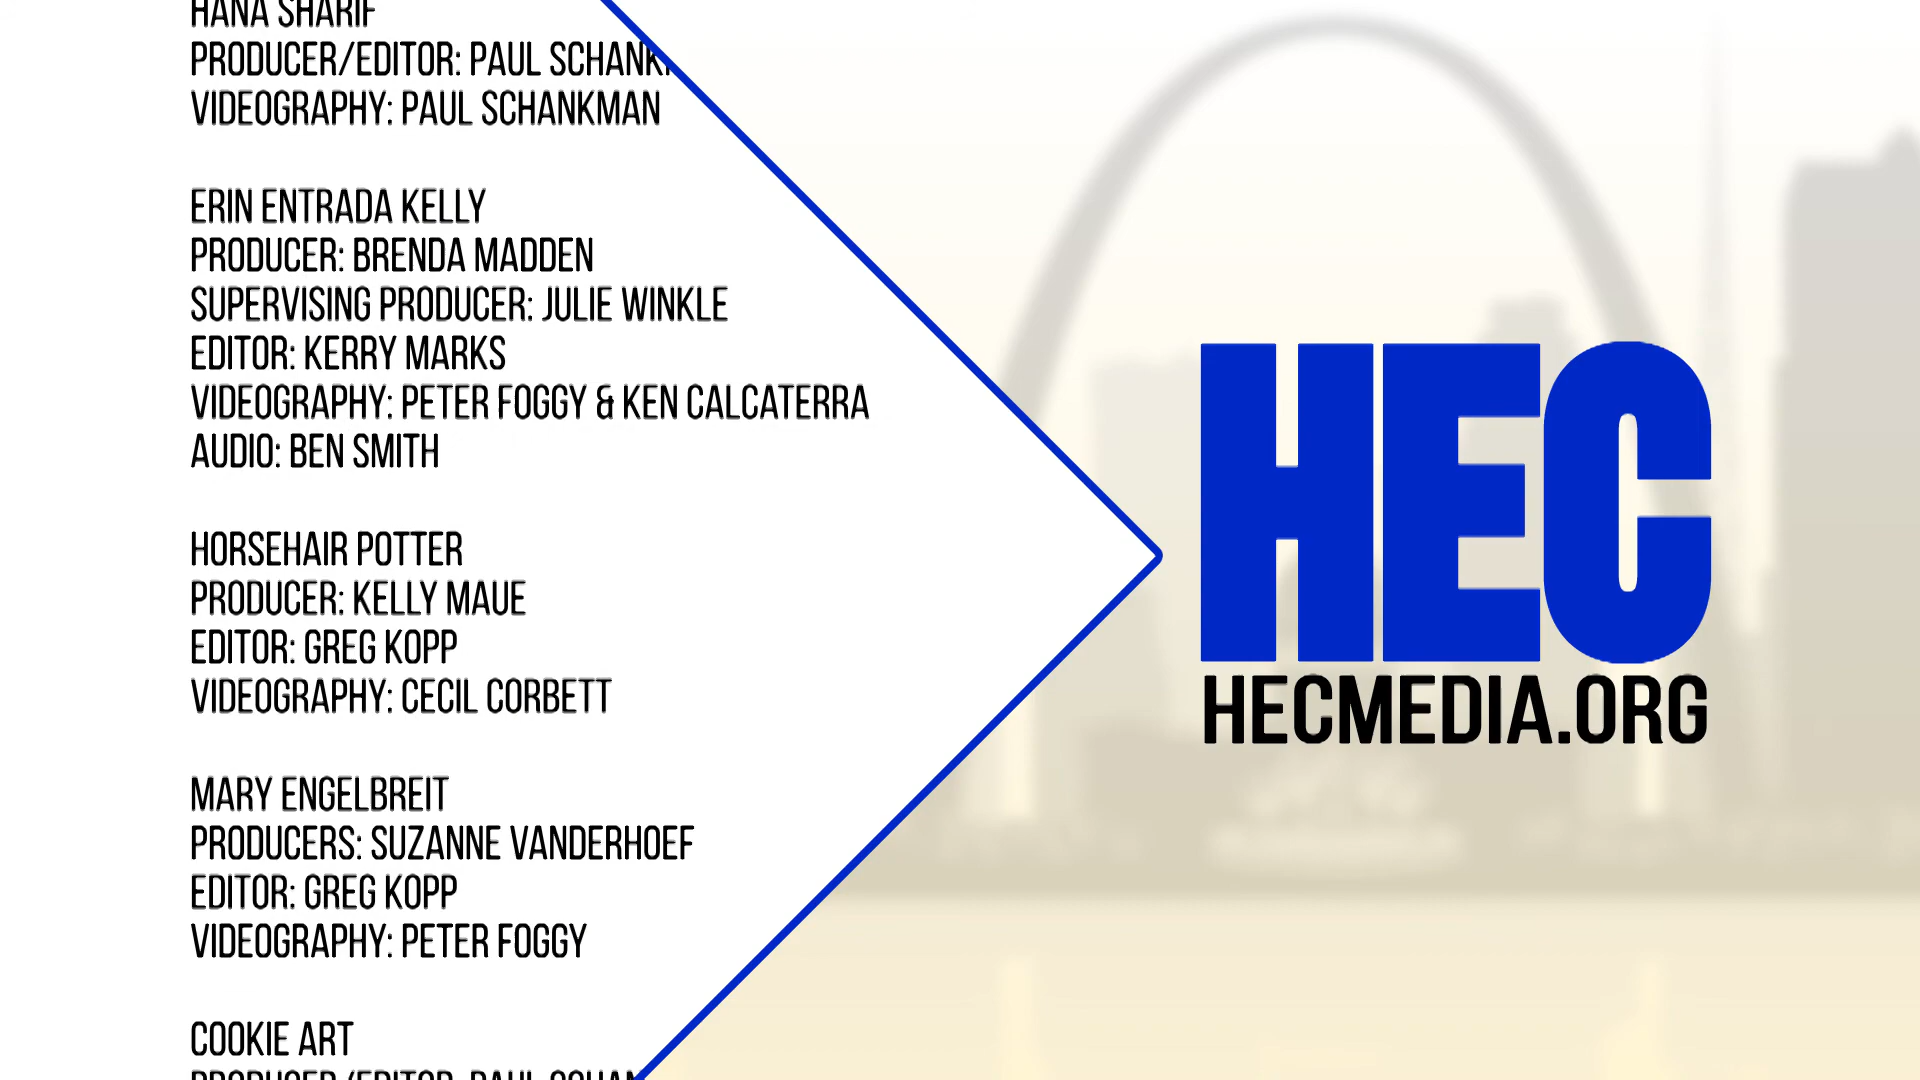 HANA SHARIF
PRODUCER/EDITOR: PAUL
VIDEOGRAPHY: PAUL SCHANKMAN
ERIN ENTRADA KELLY
PRODUCER: BRENDA MADDEN
SUPERVISING PRODUCER: JULIE WINKLE
EDITOR: KERRY MARKS
VIDEOGRAPHY: PETER FOGGY & KEN CALCATERRA
AUDIO: BEN SMITH
HORSEHAIR POTTER
PRODUCER: KELLY MAUE
EDITOR: GREG KOPP
VIDEOGRAPHY: CECIL CORBETT
MARY ENGELBREIT
PRODUCERS: SUZANNE VANDERHOEF
EDITOR: GREG KOPP
VIDEOGRAPHY: PETER FOGGY
COOKIE ART
HEC
HECMEDIA.ORG